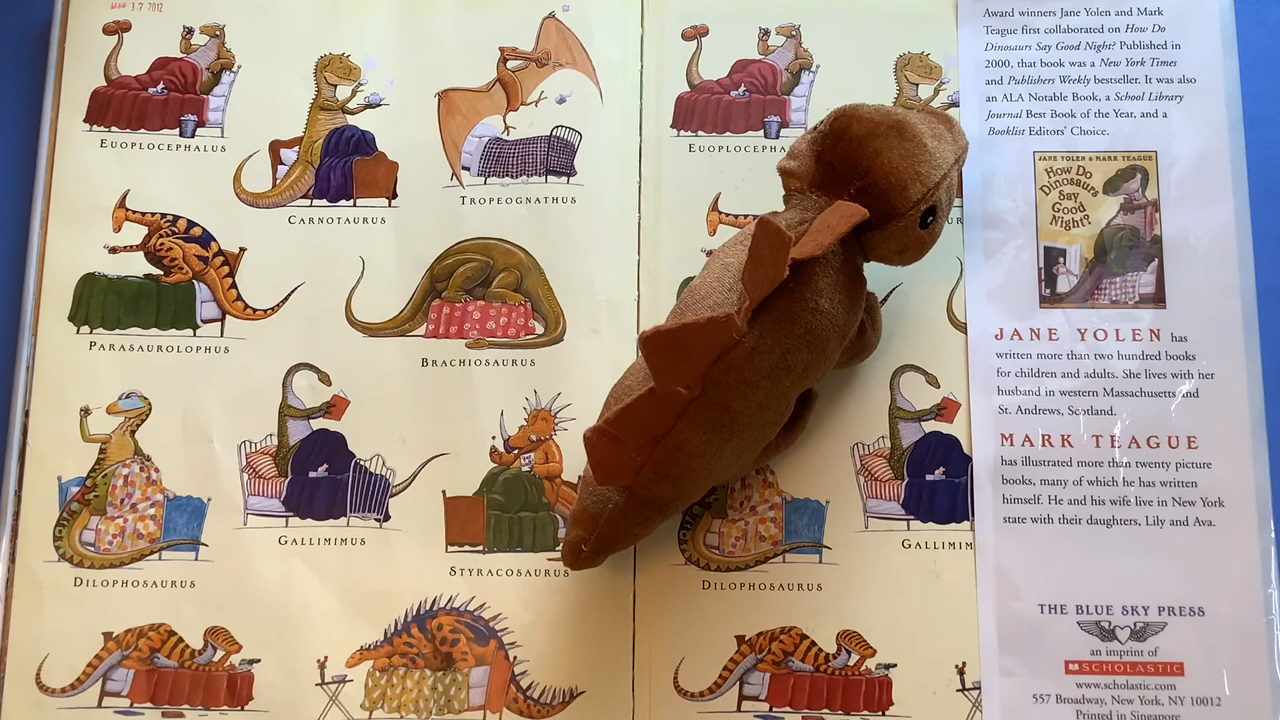 MAR 17 2012
EUOPLOCEPHALUS
CARNOTAURUS
TROPEOGNATHUS
PARASAUROLOPHUS
BRACHIOSAURUS
DILOPHOSAURUS
GALLIMIMUS
STYRACOSAURUS
EUOPLOCEPHA
UR
DILOPHOSAURUS
GALLIMIM
Award winners Jane Yolen and Mark
Teague first collaborated on How Do
Dinosaurs Say Good Night? Published in
2000, that book was a New York Times
and Publishers Weekly bestseller. It was also
an ALA Notable Book, a School Library
Journal Best Book of the Year, and a
Booklist Editors' Choice.
JANE YOLEN & MARK TEAGUE
How Do
Dinosaurs
Say
Good
Night?
JANE YOLEN has
written more than two hundred books
for children and adults. She lives with her
husband in western Massachusetts and
St. Andrews, Scotland.
MARK TEAGUE
has illustrated more than twenty picture
books, many of which he has written
himself. He and his wife live in New York
state with their daughters, Lily and Ava.
THE BLUE SKY PRESS
an imprint of
SCHOLASTIC
www.scholastic.com
557 Broadway, New York, NY 10012
Printed in Singapore